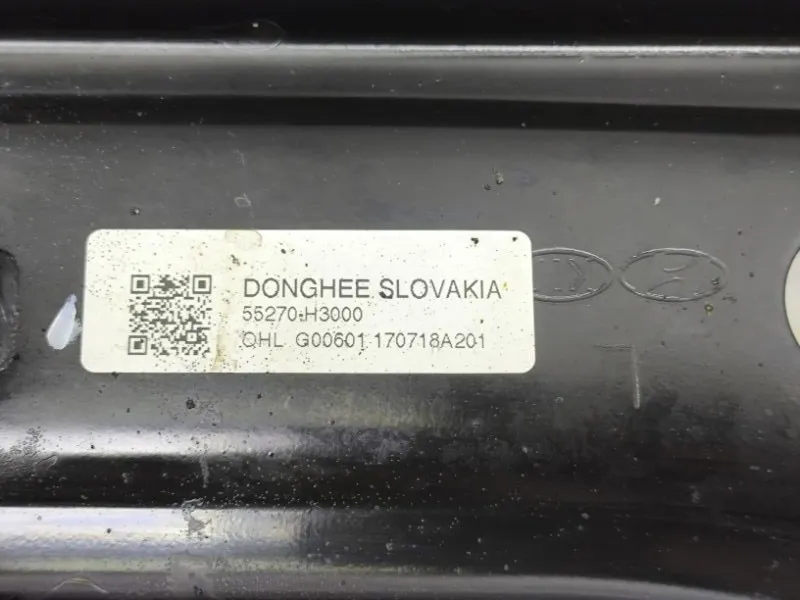 DONGHEE SLOVAKIA
55270-H3000
QHL G00601 170718A201
L